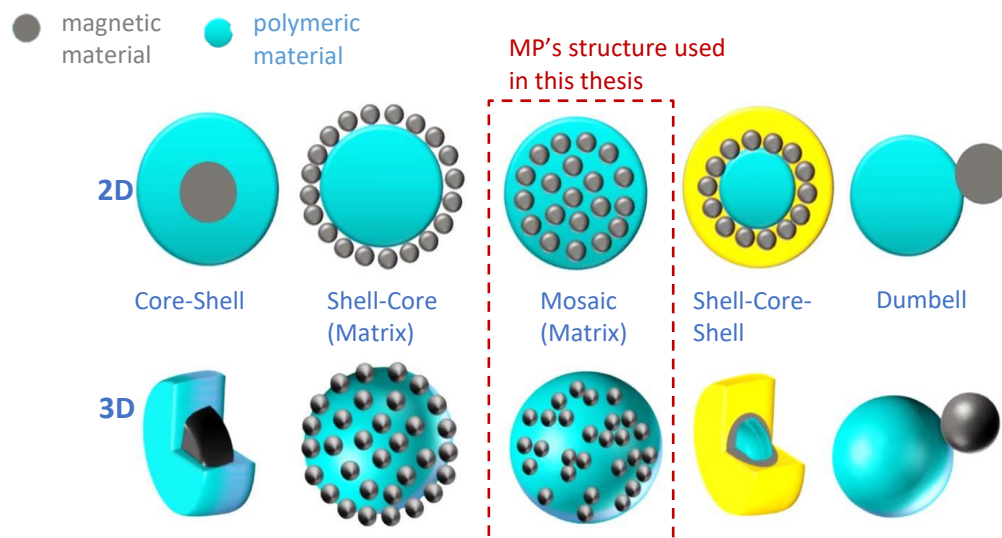 magnetic
material
polymeric
material
MP's structure used
in this thesis
2D
Core-Shell
Shell-Core
(Matrix)
Mosaic
(Matrix)
Shell-Core-
Shell
Dumbell
3D